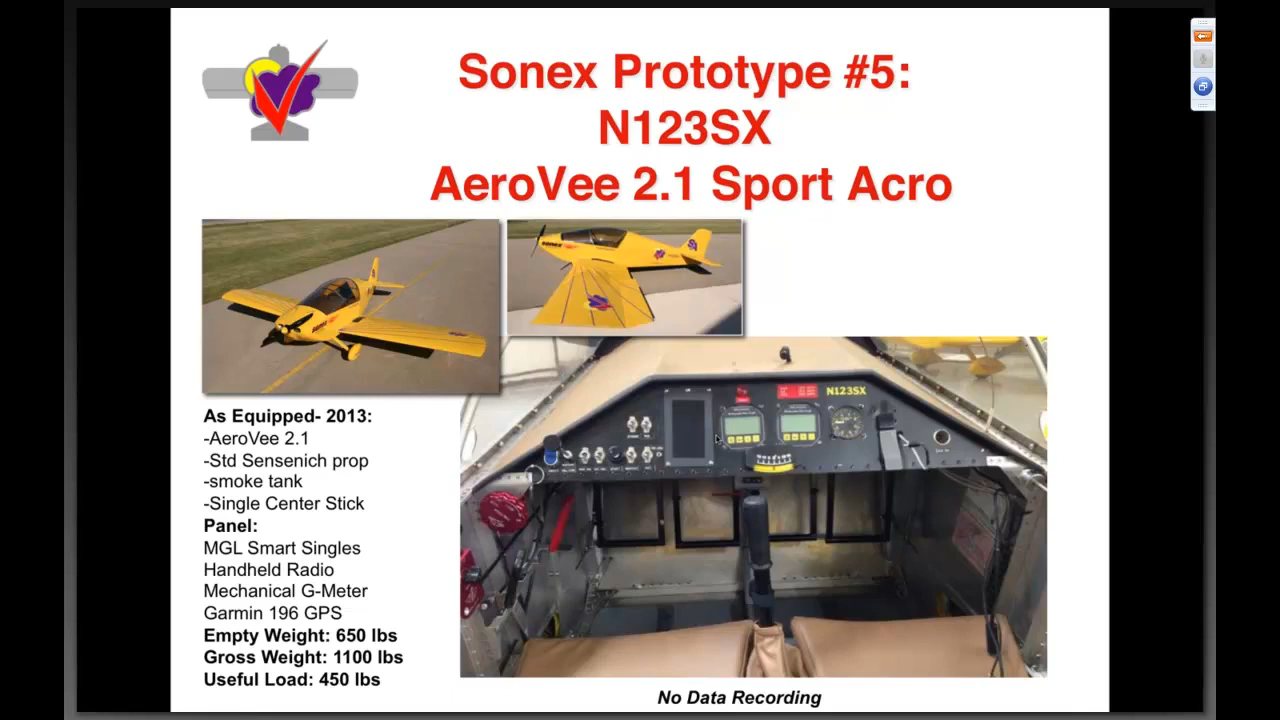 Sonex Prototype #5:
N123SX
AeroVee 2.1 Sport Acro
sonex
N123SX
As Equipped- 2013:
-AeroVee 2.1
-Std Sensenich prop
-smoke tank
-Single Center Stick
Panel:
MGL Smart Singles
Handheld Radio
Mechanical G-Meter
Garmin 196 GPS
Empty Weight: 650 lbs
Gross Weight: 1100 lbs
Useful Load: 450 lbs
No Data Recording